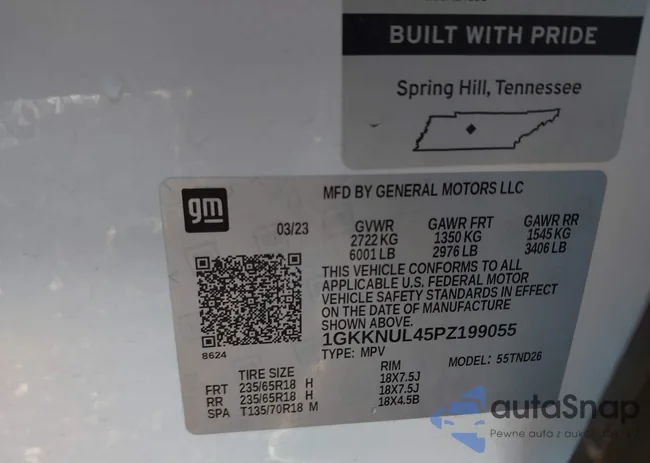 BUILT WITH PRIDE
Spring Hill, Tennessee
gm
MFD BY GENERAL MOTORS LLC
03/23
GVWR GAWR FRT GAWR RR
2722 KG 1350 KG 1545 KG
6001 LB 2976 LB 3406 LB
THIS VEHICLE CONFORMS TO ALL
APPLICABLE U.S. FEDERAL MOTOR
VEHICLE SAFETY STANDARDS IN EFFECT
ON THE DATE OF MANUFACTURE
SHOWN ABOVE.
1GKKNUL45PZ199055
8624
TYPE: MPV MODEL: 55TND26
TIRE SIZE RIM
FRT 235/65R18 H 18X7.5J
RR 235/65R18 H 18X7.5J
SPA T135/70R18 M 18X4.5B
autaSnap
Pewne auta z